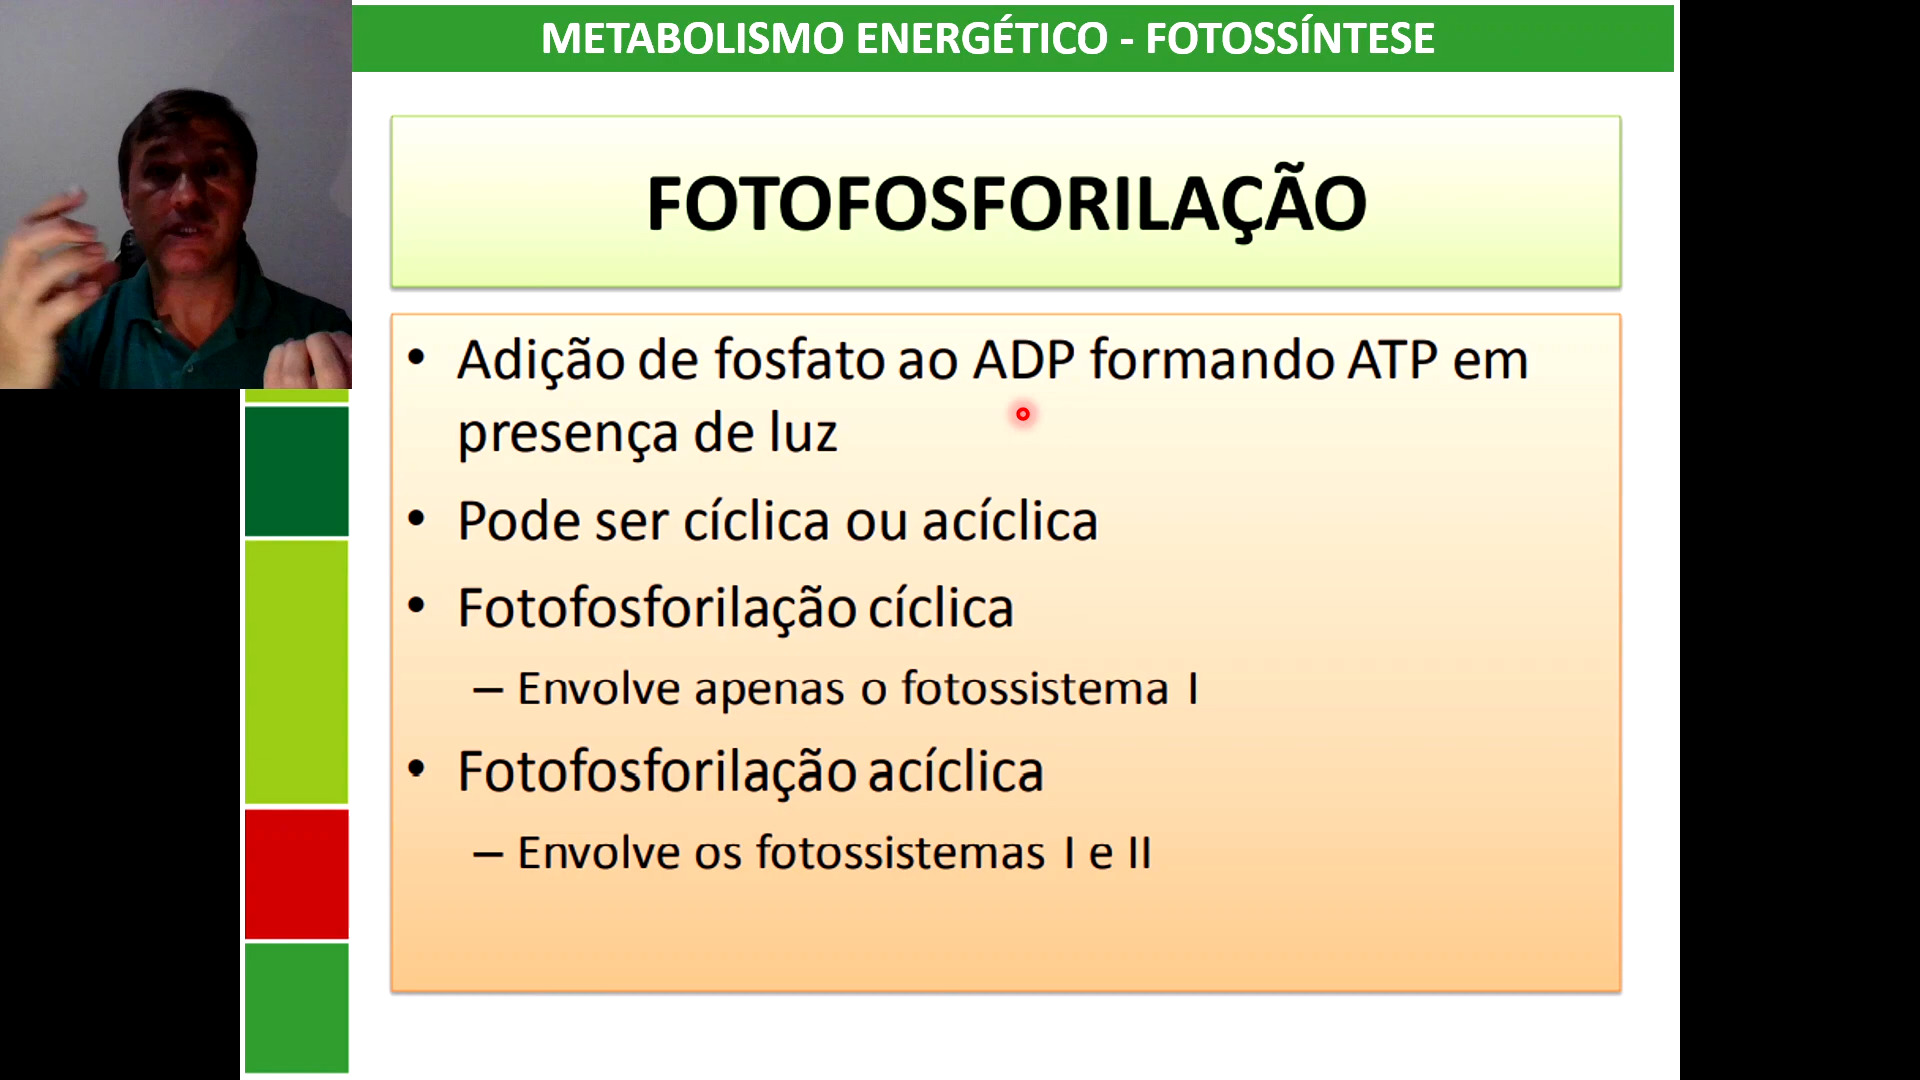 METABOLISMO ENERGÉTICO - FOTOSSÍNTESE
FOTOFOSFORILAÇÃO
• Adição de fosfato ao ADP formando ATP em
presença de luz
• Pode ser cíclica ou acíclica
• Fotofosforilação cíclica
– Envolve apenas o fotossistema I
• Fotofosforilação acíclica
– Envolve os fotossistemas I e II